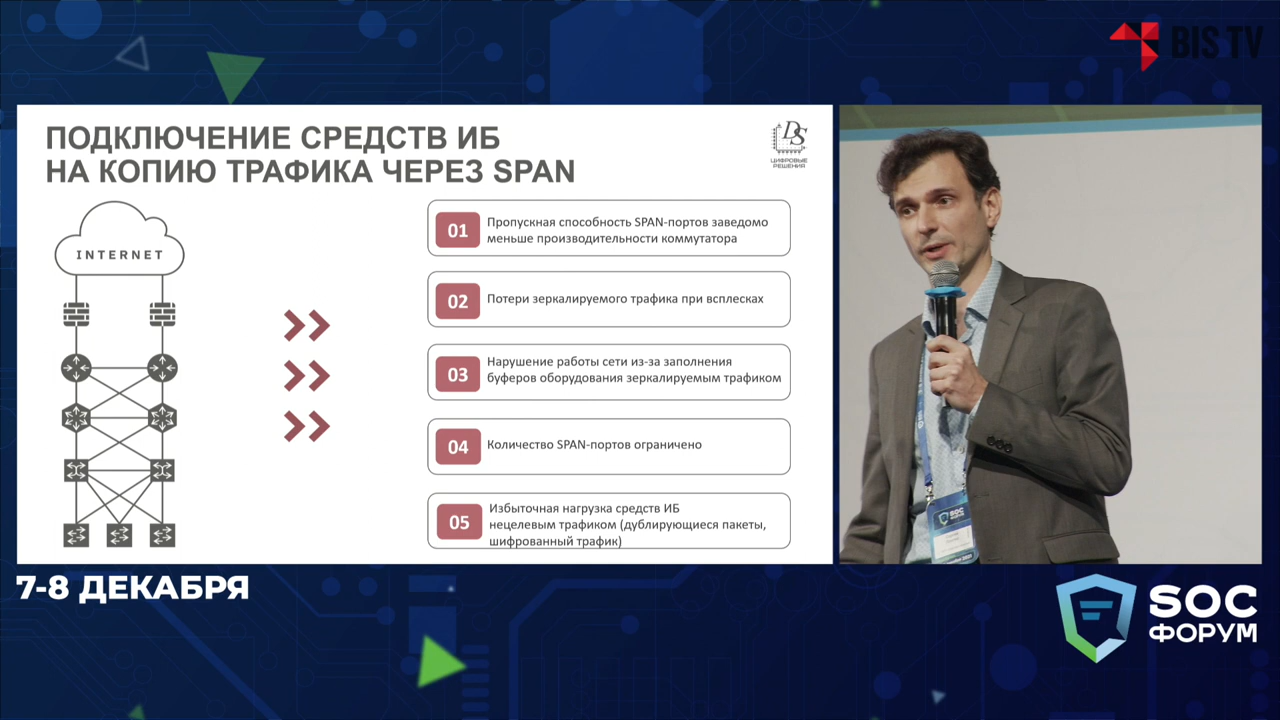 BIS TV
ПОДКЛЮЧЕНИЕ СРЕДСТВ ИБ
НА КОПИЮ ТРАФИКА ЧЕРЕЗ SPAN
DS
ЦИФРОВЫЕ
РЕШЕНИЯ
INTERNET
01
Пропускная способность SPAN-портов заведомо
меньше производительности коммутатора
02
Потери зеркалируемого трафика при всплесках
03
Нарушение работы сети из-за заполнения
буферов оборудования зеркалируемым трафиком
04
Количество SPAN-портов ограничено
05
Избыточная нагрузка средств ИБ
нецелевым трафиком (дублирующиеся пакеты,
шифрованный трафик)
SOC
ФОРУМ
7-8 ДЕКАБРЯ
SOC
ФОРУМ